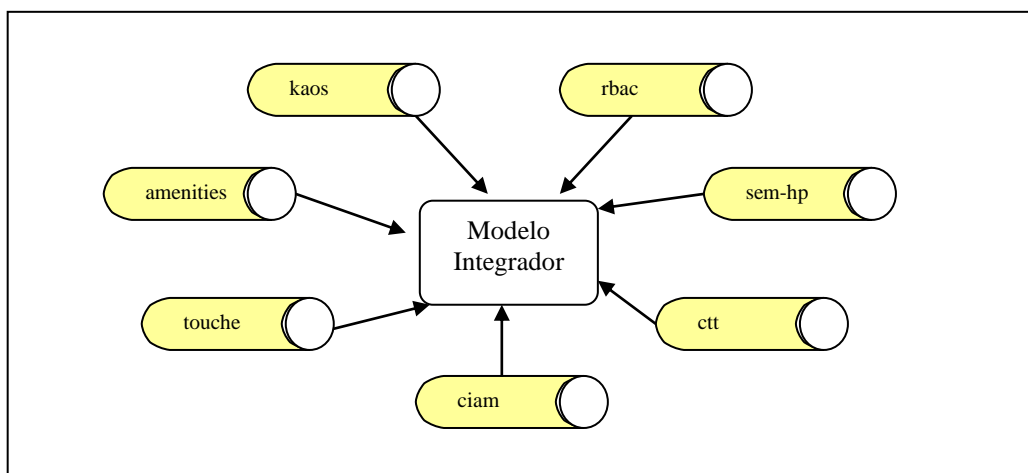 kaos
rbac
amenities
sem-hp
Modelo
Integrador
touche
ctt
ciam